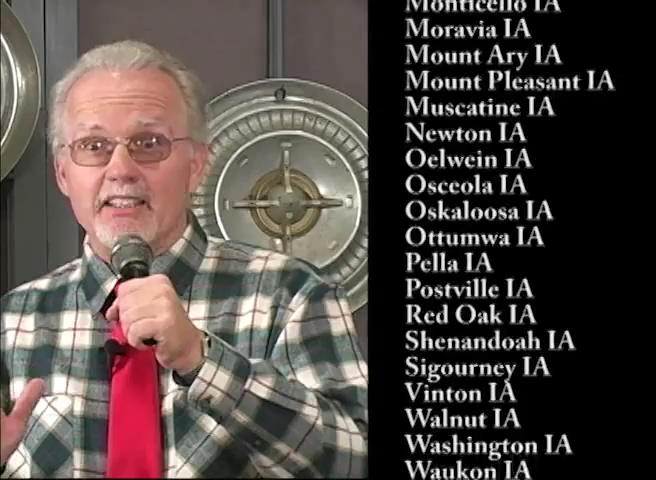 Monticello IA
Moravia IA
Mount Ary IA
Mount Pleasant IA
Muscatine IA
Newton IA
Oelwein IA
Osceola IA
Oskaloosa IA
Ottumwa IA
Pella IA
Postville IA
Red Oak IA
Shenandoah IA
Sigourney IA
Vinton IA
Walnut IA
Washington IA
Waukon IA